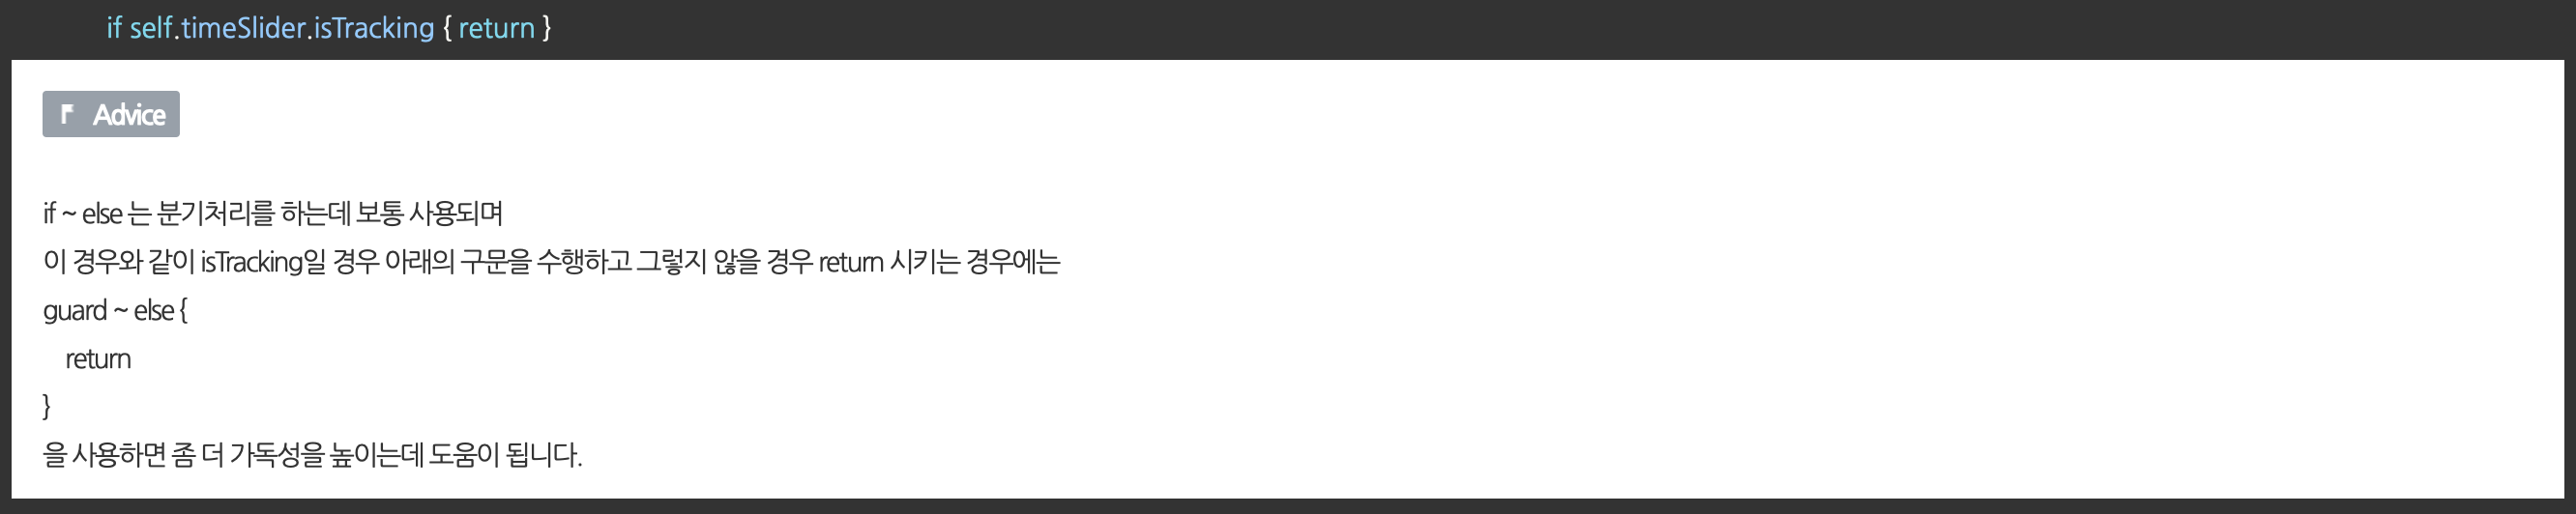 if self.timeSlider.isTracking { return }
Advice
if ~ else 는 분기처리를 하는데 보통 사용되며
이 경우와 같이 isTracking일 경우 아래의 구문을 수행하고 그렇지 않을 경우 return 시키는 경우에는
guard ~ else {
return
}
을 사용하면 좀 더 가독성을 높이는데 도움이 됩니다.